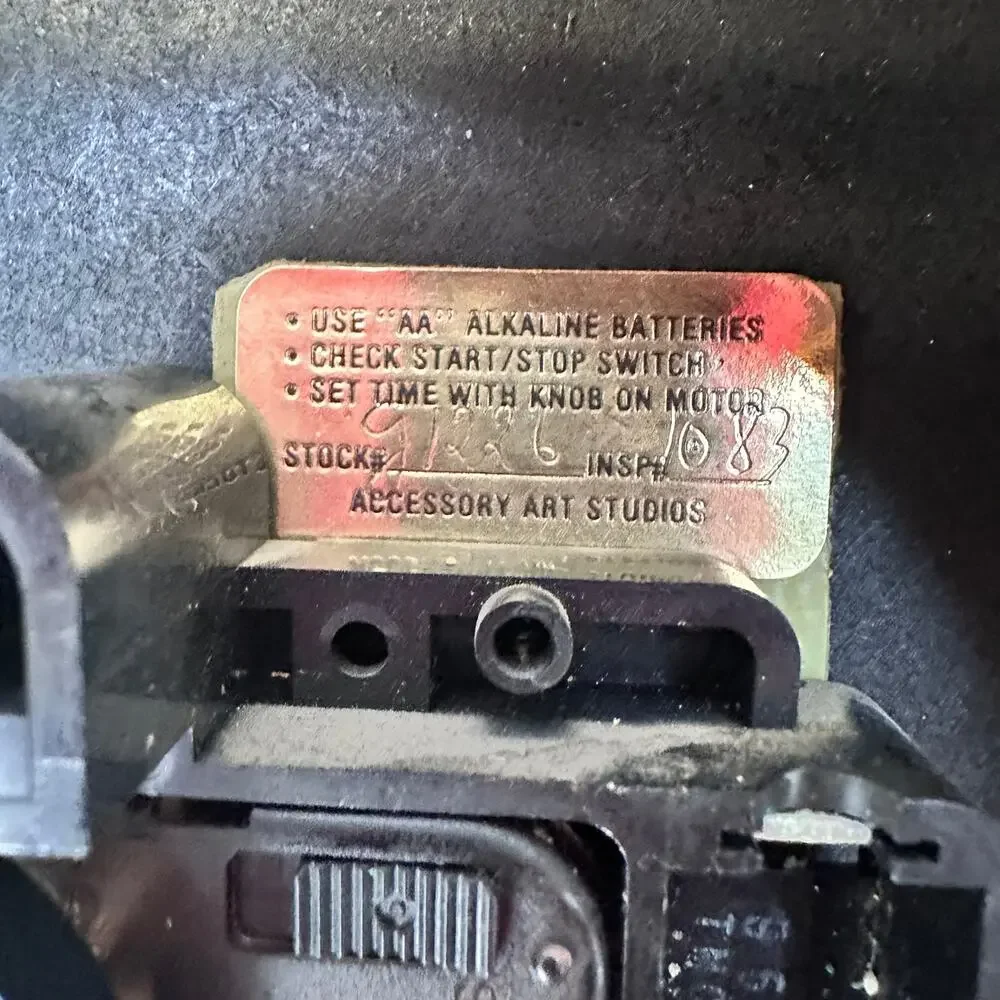 • USE “AA” ALKALINE BATTERIES
• CHECK START/STOP SWITCH
• SET TIME WITH KNOB ON MOTOR
STOCK# 91226 INSP# 1083
ACCESSORY ART STUDIOS